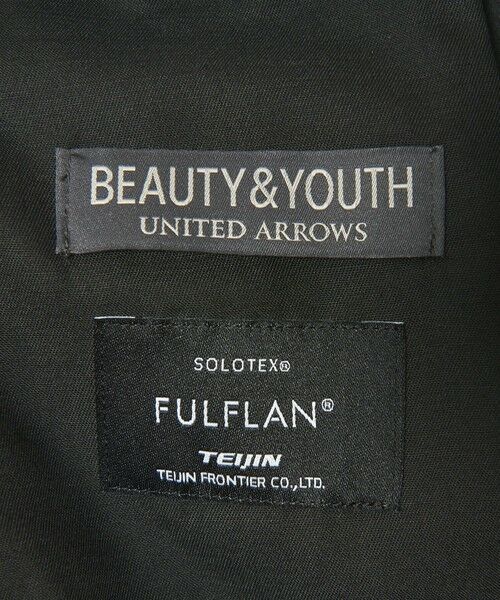 BEAUTY&YOUTH
UNITED ARROWS
SOLOTEX®
FULFLAN®
TEIJIN
TEIJIN FRONTIER CO.,LTD.